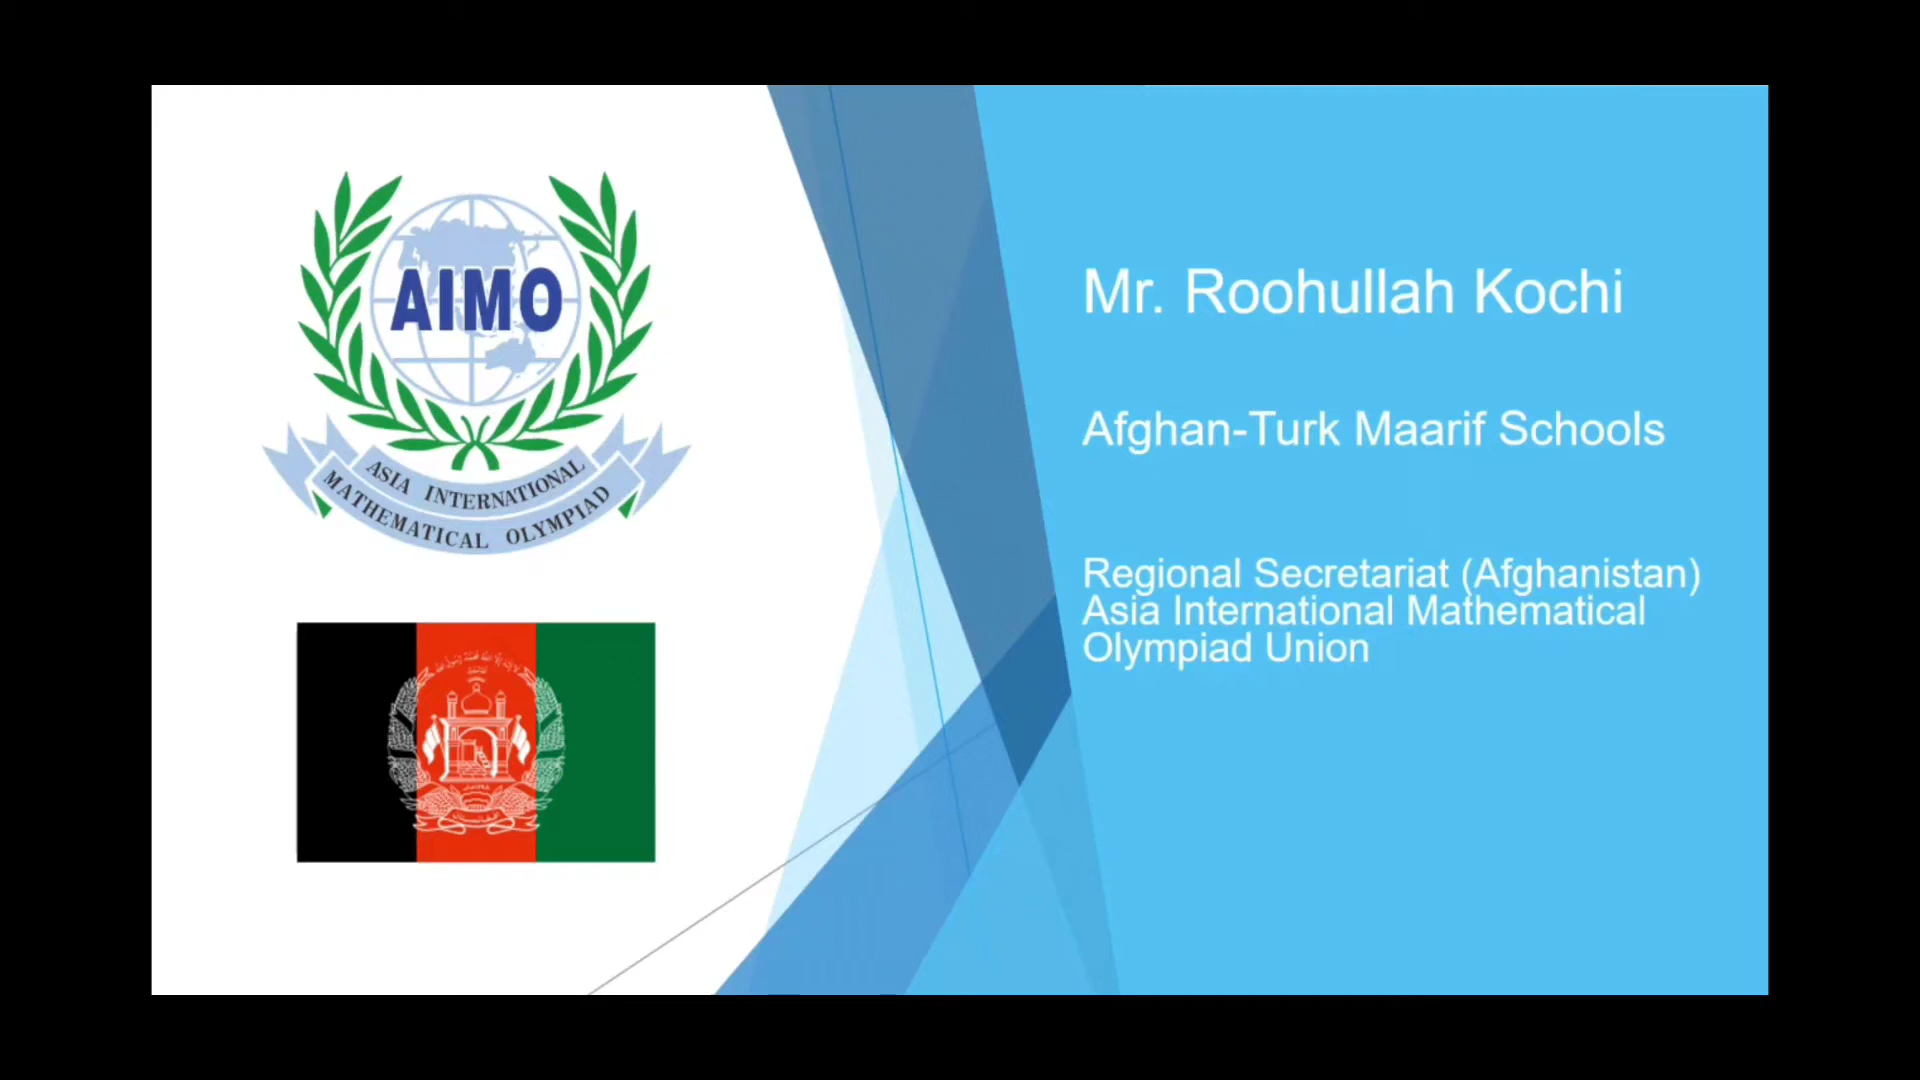 AIMO
ASIA INTERNATIONAL
MATHEMATICAL OLYMPIAD
Mr. Roohullah Kochi
Afghan-Turk Maarif Schools
Regional Secretariat (Afghanistan)
Asia International Mathematical
Olympiad Union